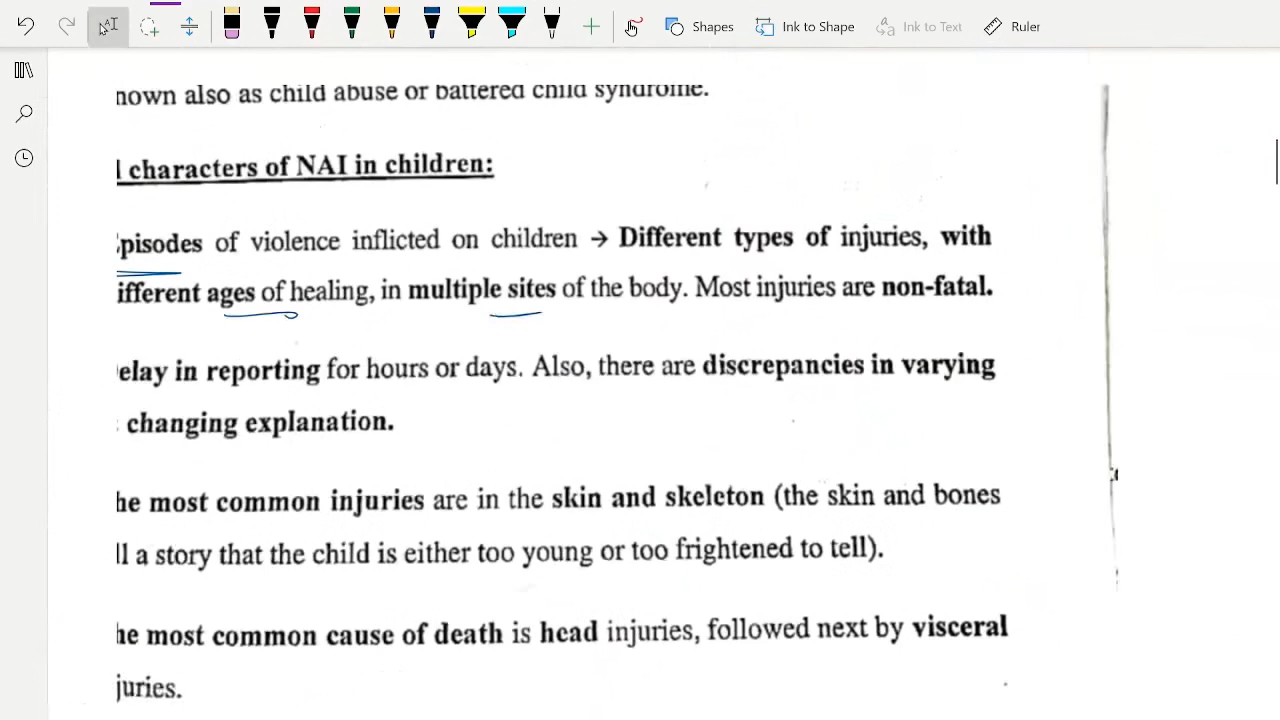 Shapes
Ink to Shape
Ink to Text
Ruler
nown also as child abuse or battered child syndrome.
l characters of NAI in children:
pisodes of violence inflicted on children → Different types of injuries, with
ifferent ages of healing, in multiple sites of the body. Most injuries are non-fatal.
elay in reporting for hours or days. Also, there are discrepancies in varying
changing explanation.
he most common injuries are in the skin and skeleton (the skin and bones
ll a story that the child is either too young or too frightened to tell).
he most common cause of death is head injuries, followed next by visceral
juries.